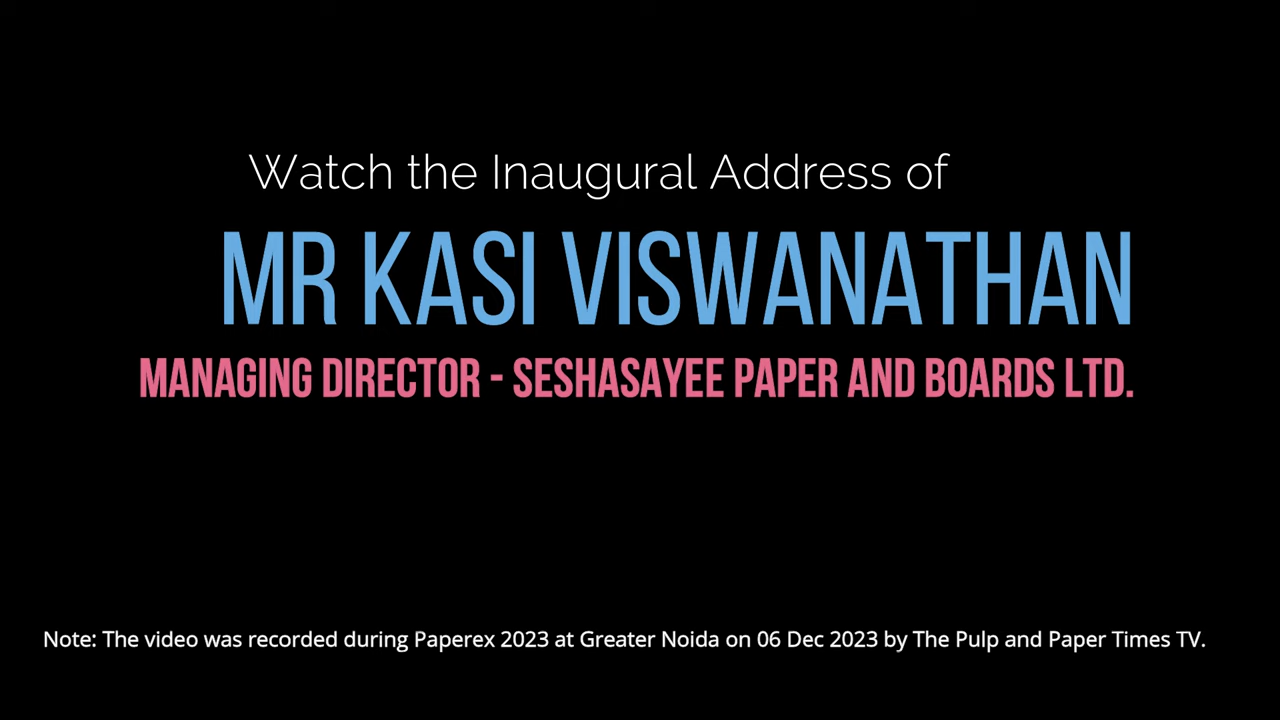 Watch the Inaugural Address of
MR KASI VISWANATHAN
MANAGING DIRECTOR - SESHASAYEE PAPER AND BOARDS LTD.
Note: The video was recorded during Paperex 2023 at Greater Noida on 06 Dec 2023 by The Pulp and Paper Times TV.